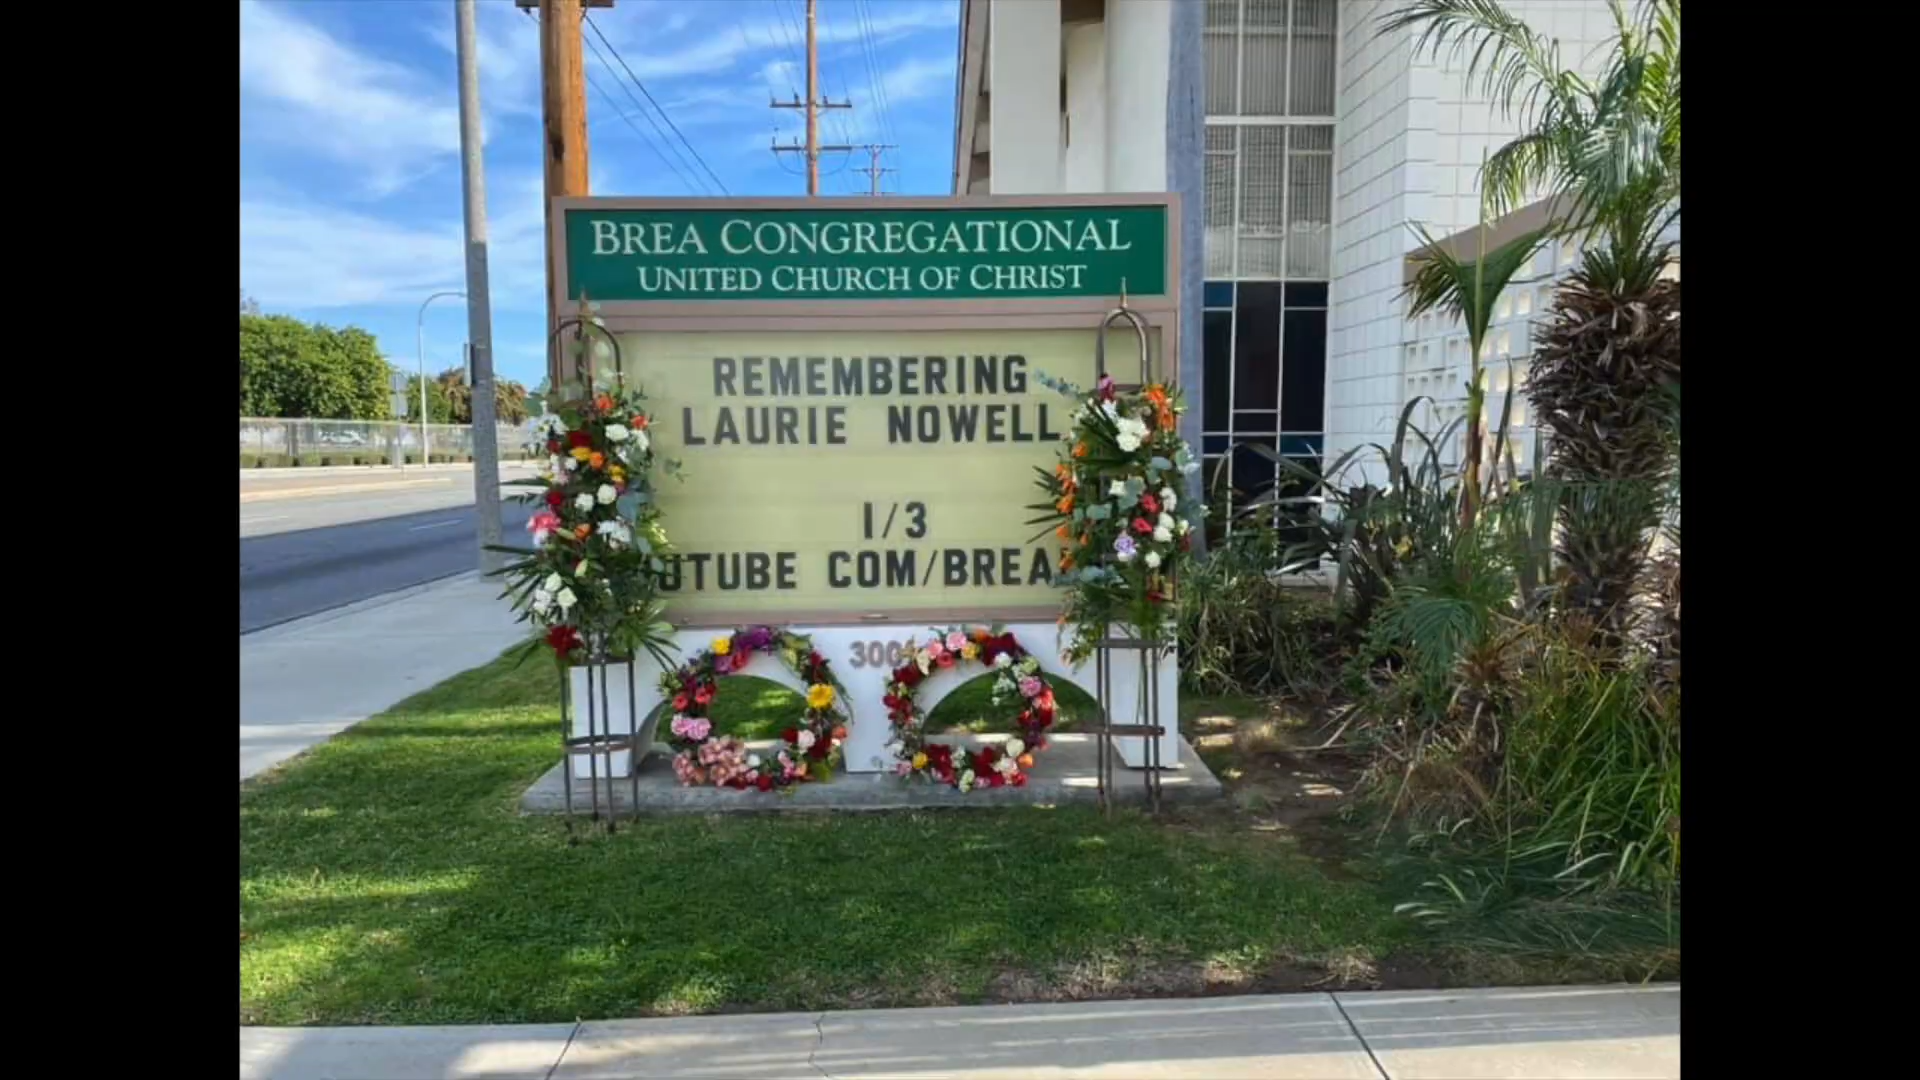 BREA CONGREGATIONAL
UNITED CHURCH OF CHRIST
REMEMBERING
LAURIE NOWELL
1/3
UTUBE COM/BREA
300